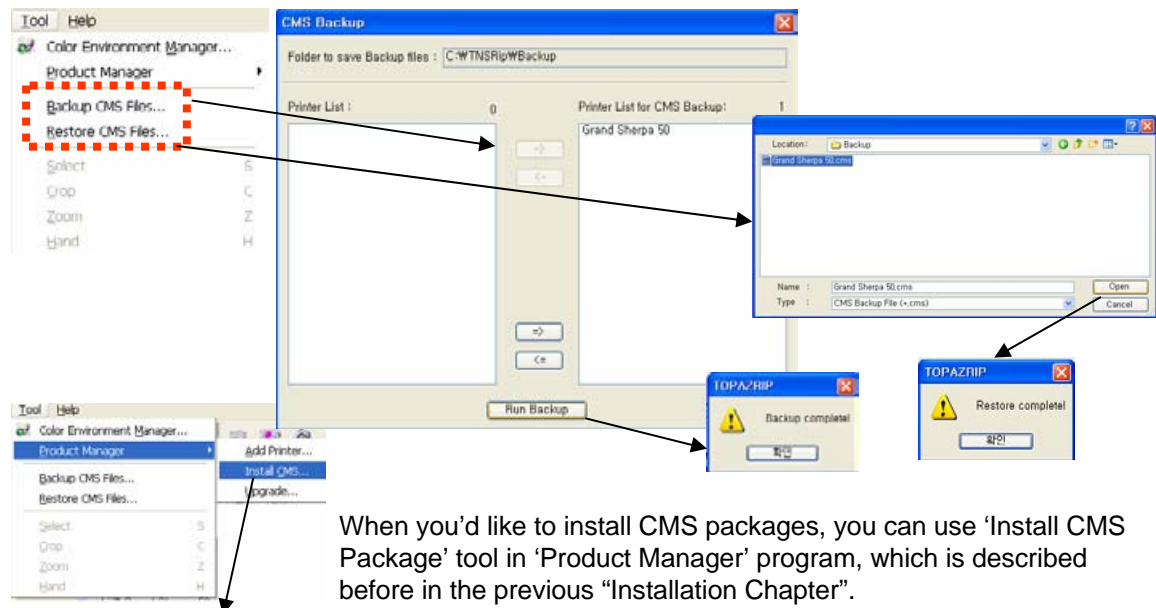 Tool Help
Color Environment Manager...
Product Manager
Backup CMS Files...
Restore CMS Files...
Select S
Crop C
Zoom Z
Hand H
CMS Backup
Folder to save Backup files : C:₩TNSRip₩Backup
Printer List : 0
Printer List for CMS Backup: 1
Grand Sherpa 50
->
<-
=>
<=
Run Backup
Location: Backup
Grand Sherpa 50.cms
Name : Grand Sherpa 50.cms
Open
Type : CMS Backup File (*.cms)
Cancel
TOPAZRIP
Backup complete!
확인
TOPAZRIP
Restore complete!
확인
Tool Help
Color Environment Manager...
Product Manager
Backup CMS Files...
Restore CMS Files...
Select S
Crop C
Zoom Z
Hand H
Add Printer...
Install CMS...
Upgrade...
When you'd like to install CMS packages, you can use ‘Install CMS
Package’ tool in ‘Product Manager’ program, which is described
before in the previous “Installation Chapter”.